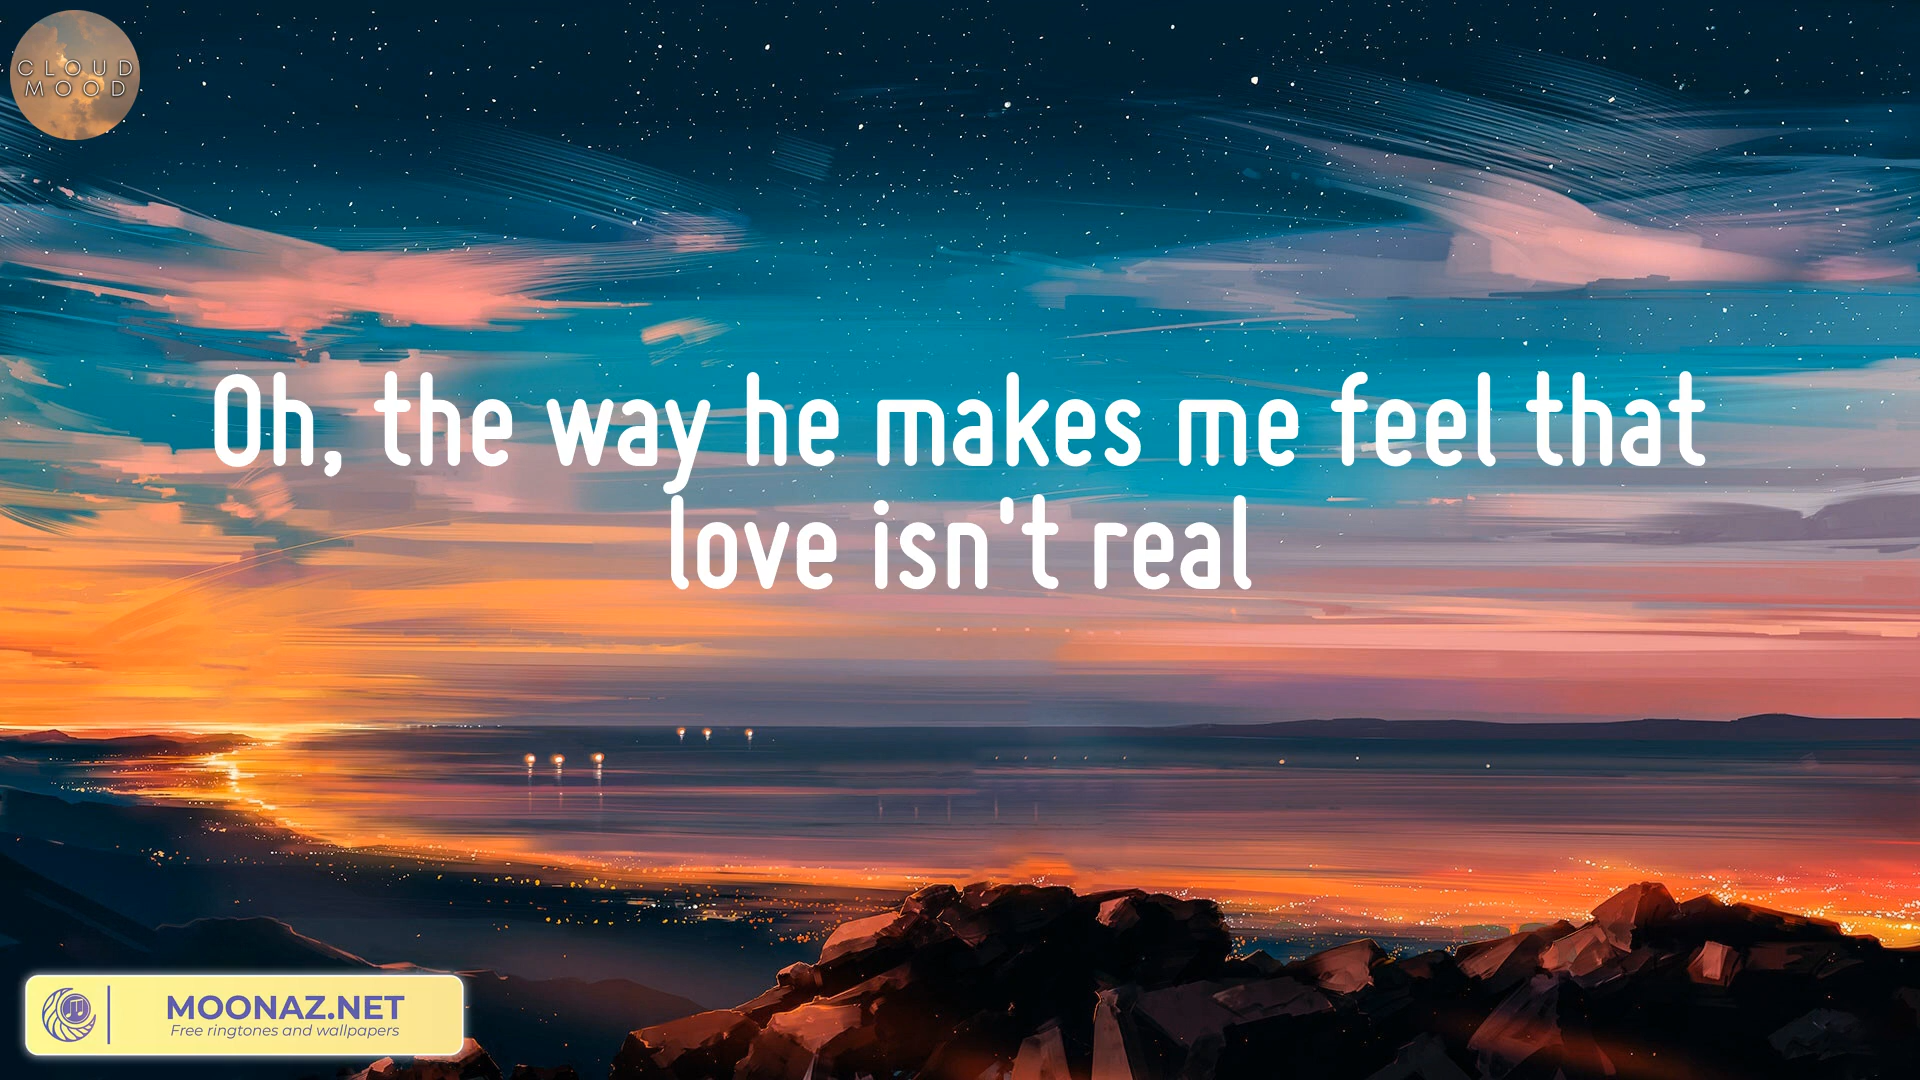 CLOUD
MOOD
Oh, the way he makes me feel that
love isn't real
MOONAZ.NET
Free ringtones and wallpapers